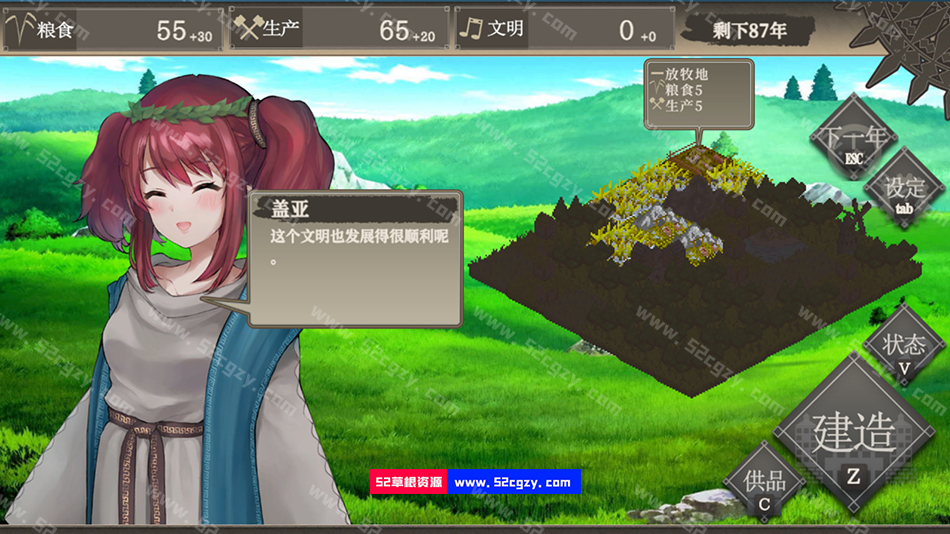 粮食 55 +30
生产 65 +20
文明 0 +0
剩下87年
一放牧地
粮食5
生产5
下一年
ESC
设定
tab
盖亚
这个文明也发展得很顺利呢
。
状态
V
建造
Z
供品
C
52草根资源 www.52cgzy.com
www.52cgzy.com